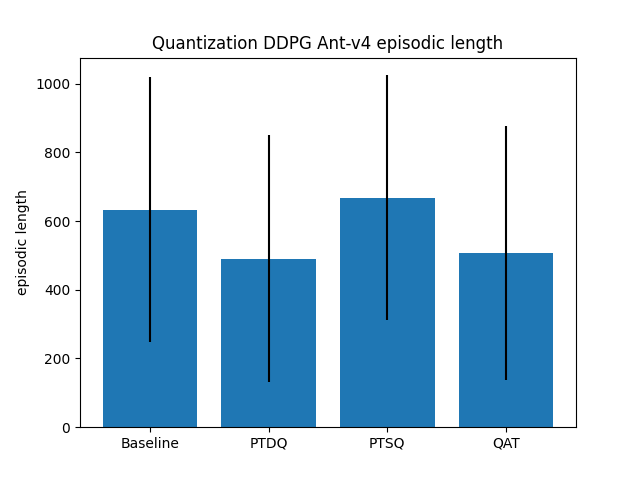 Quantization DDPG Ant-v4 episodic length
episodic length
1000
800
600
400
200
0
Baseline PTDQ PTSQ QAT